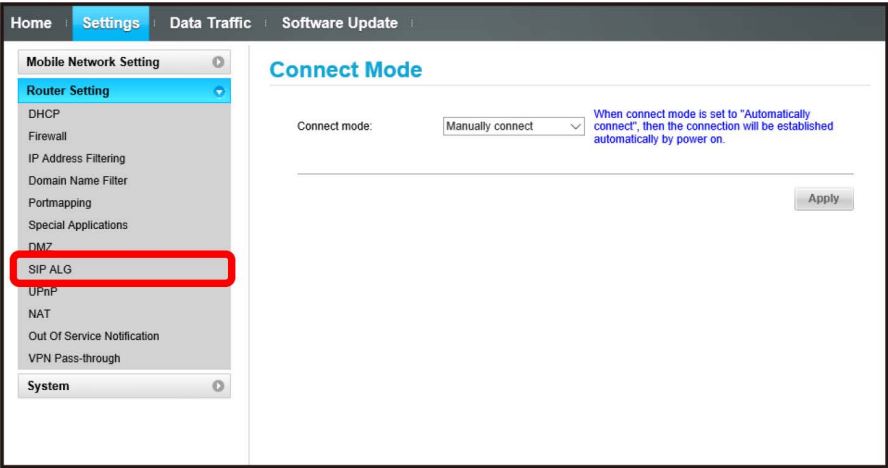 Home Settings Data Traffic Software Update
Mobile Network Setting
Router Setting
DHCP
Firewall
IP Address Filtering
Domain Name Filter
Portmapping
Special Applications
DMZ
SIP ALG
UPnP
NAT
Out Of Service Notification
VPN Pass-through
System
Connect Mode
Connect mode:
Manually connect
When connect mode is set to "Automatically
connect", then the connection will be established
automatically by power on.
Apply